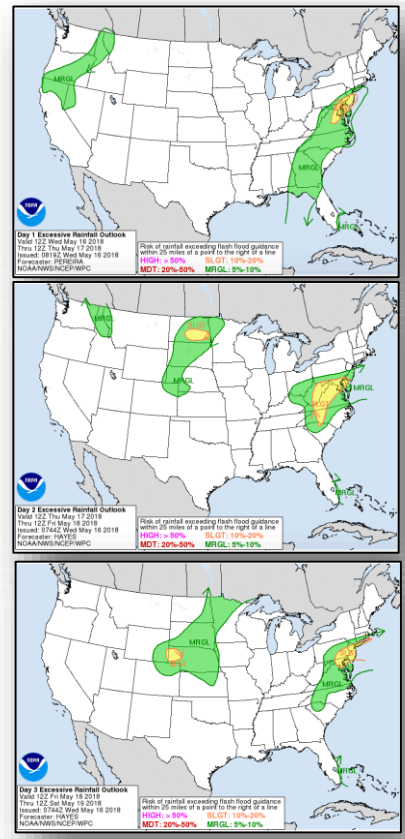 MRGL
SLGT
MRGL
noaa
Day 1 Excessive Rainfall Outlook
Valid 12Z Wed May 16 2018
Thru 12Z Thu May 17 2018
Issued: 0819Z Wed May 16 2018
Forecaster: PEREIRA
NOAA/NWS/NCEP/WPC
Risk of rainfall exceeding flash flood guidance
within 25 miles of a point to the right of a line
HIGH: > 50% SLGT: 10%-20%
MDT: 20%-50% MRGL: 5%-10%
MRGL
MRGL
SLGT
MRGL
MRGL
SLGT
noaa
MRGL
Day 2 Excessive Rainfall Outlook
Valid 12Z Thu May 17 2018
Thru 12Z Fri May 18 2018
Issued: 0744Z Wed May 16 2018
Forecaster: HAYES
NOAA/NWS/NCEP/WPC
Risk of rainfall exceeding flash flood guidance
within 25 miles of a point to the right of a line
HIGH: > 50% SLGT: 10%-20%
MDT: 20%-50% MRGL: 5%-10%
MRGL
SLGT
SLGT
MRGL
noaa
MRGL
Day 3 Excessive Rainfall Outlook
Valid 12Z Fri May 18 2018
Thru 12Z Sat May 19 2018
Issued: 0744Z Wed May 16 2018
Forecaster: HAYES
NOAA/NWS/NCEP/WPC
Risk of rainfall exceeding flash flood guidance
within 25 miles of a point to the right of a line
HIGH: > 50% SLGT: 10%-20%
MDT: 20%-50% MRGL: 5%-10%